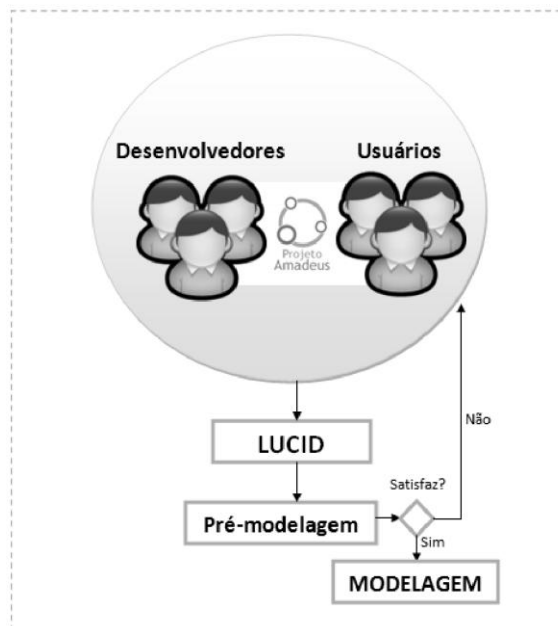 Desenvolvedores
Usuários
Projeto
Amadeus
LUCID
Não
Satisfaz?
Pré-modelagem
Sim
MODELAGEM